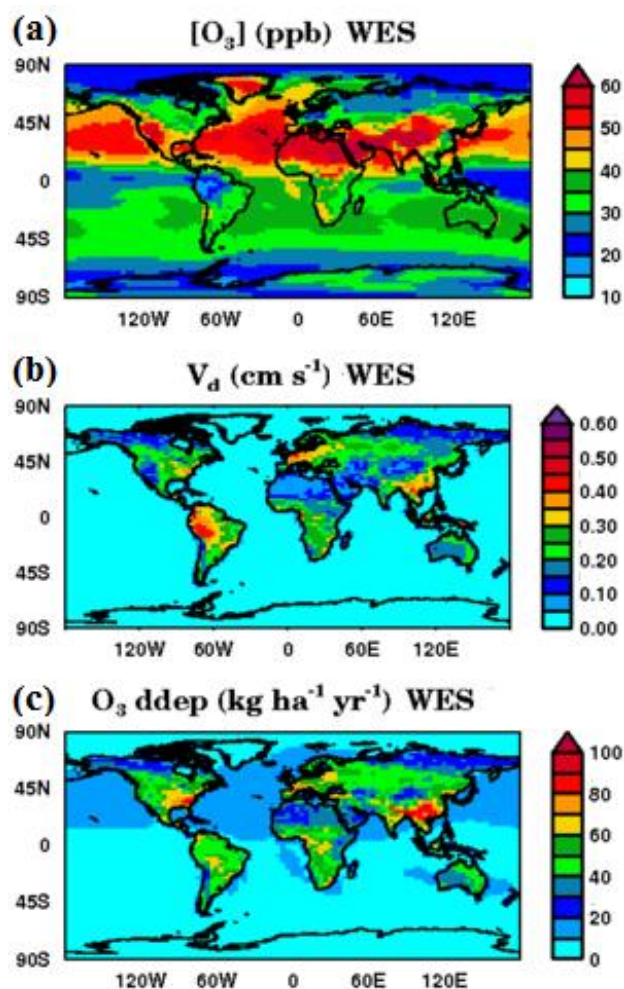 (a)
[O₃] (ppb) WES
90N
45N
0
45S
90S
120W 60W 0 60E 120E
60
50
40
30
20
10
(b)
V_d (cm s⁻¹) WES
90N
45N
0
45S
90S
120W 60W 0 60E 120E
0.60
0.50
0.40
0.30
0.20
0.10
0.00
(c)
O₃ ddep (kg ha⁻¹ yr⁻¹) WES
90N
45N
0
45S
90S
120W 60W 0 60E 120E
100
80
60
40
20
0